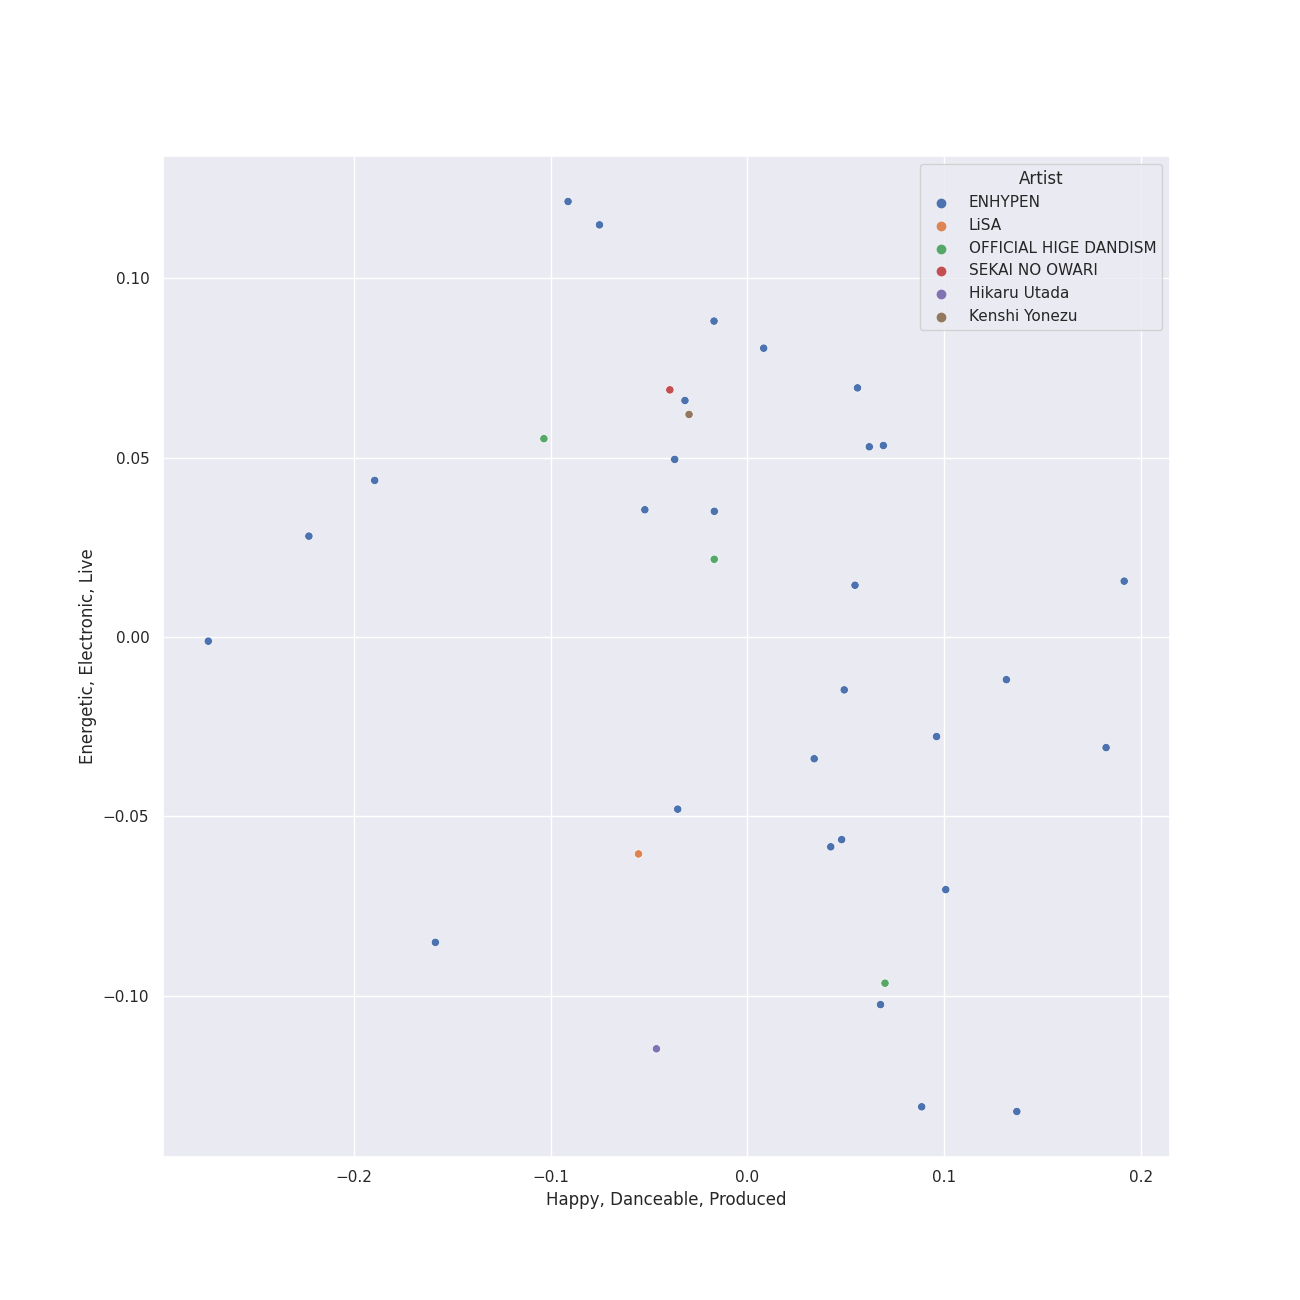 Artist
ENHYPEN
LiSA
OFFICIAL HIGE DANDISM
SEKAI NO OWARI
Hikaru Utada
Kenshi Yonezu
0.10
0.05
0.00
−0.05
−0.10
Energetic, Electronic, Live
−0.2
−0.1
0.0
0.1
0.2
Happy, Danceable, Produced